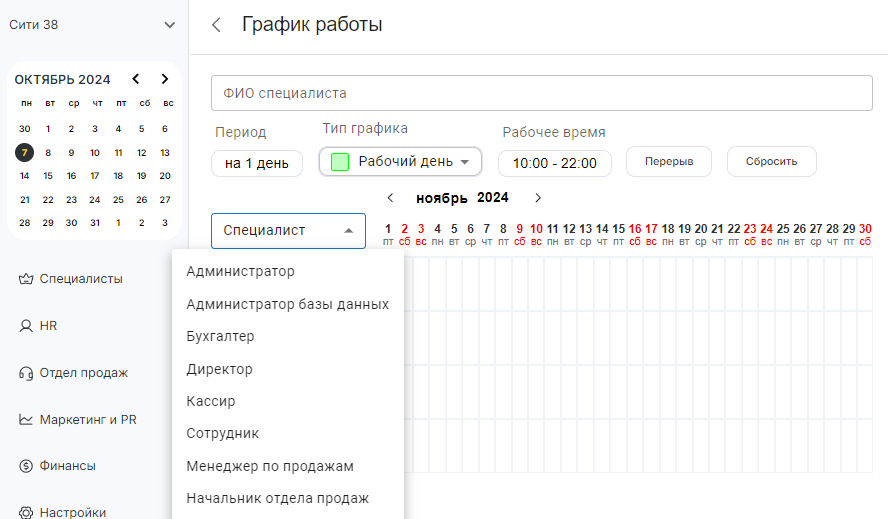 Сити 38
График работы
ОКТЯБРЬ 2024
пн вт ср чт пт сб вс
30 1 2 3 4 5 6
7 8 9 10 11 12 13
14 15 16 17 18 19 20
21 22 23 24 25 26 27
28 29 30 31 1 2 3
Специалисты
HR
Отдел продаж
Маркетинг и PR
Финансы
Настройки
ФИО специалиста
Период Тип графика Рабочее время
на 1 день Рабочий день 10:00 - 22:00 Перерыв Сбросить
ноябрь 2024
Специалист
1 2 3 4 5 6 7 8 9 10 11 12 13 14 15 16 17 18 19 20 21 22 23 24 25 26 27 28 29 30
пт сб вс пн вт ср чт пт сб вс пн вт ср чт пт сб вс пн вт ср чт пт сб вс пн вт ср чт пт сб
Администратор
Администратор базы данных
Бухгалтер
Директор
Кассир
Сотрудник
Менеджер по продажам
Начальник отдела продаж